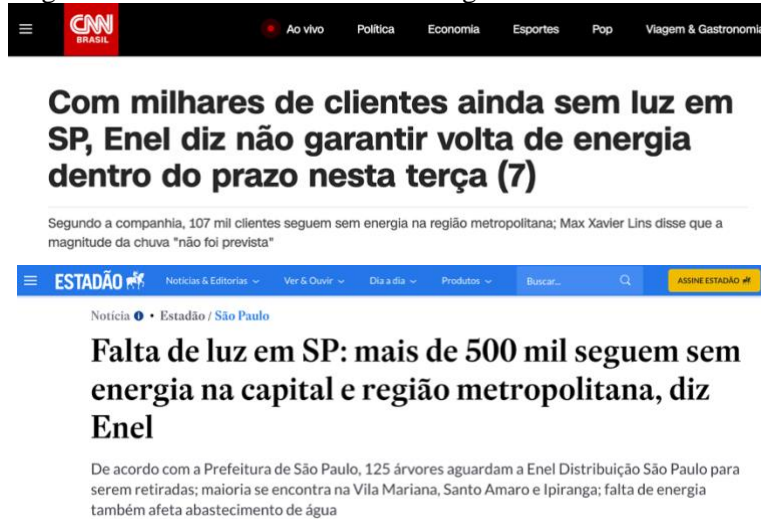 CNN
BRASIL
Ao vivo Política Economia Esportes Pop Viagem & Gastronomia
Com milhares de clientes ainda sem luz em
SP, Enel diz não garantir volta de energia
dentro do prazo nesta terça (7)
Segundo a companhia, 107 mil clientes seguem sem energia na região metropolitana; Max Xavier Lins disse que a
magnitude da chuva "não foi prevista"
ESTADÃO Notícias & Editorias Ver & Ouvir Dia a dia Produtos Buscar... ASSINE ESTADÃO
Notícia • Estadão / São Paulo
Falta de luz em SP: mais de 500 mil seguem sem
energia na capital e região metropolitana, diz
Enel
De acordo com a Prefeitura de São Paulo, 125 árvores aguardam a Enel Distribuição São Paulo para
serem retiradas; maioria se encontra na Vila Mariana, Santo Amaro e Ipiranga; falta de energia
também afeta abastecimento de água